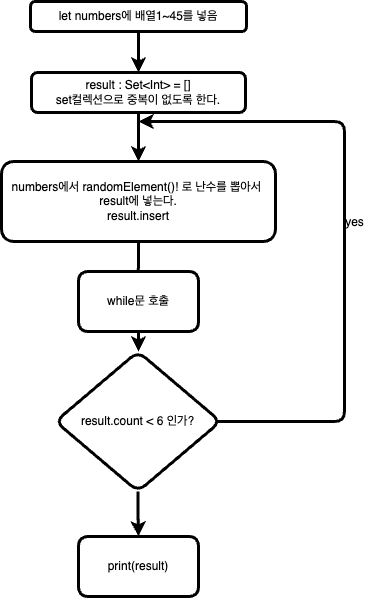 let numbers에 배열1~45를 넣음
result : Set<Int> = []
set컬렉션으로 중복이 없도록 한다.
numbers에서 randomElement()! 로 난수를 뽑아서
result에 넣는다.
result.insert
yes
while문 호출
result.count < 6 인가?
print(result)